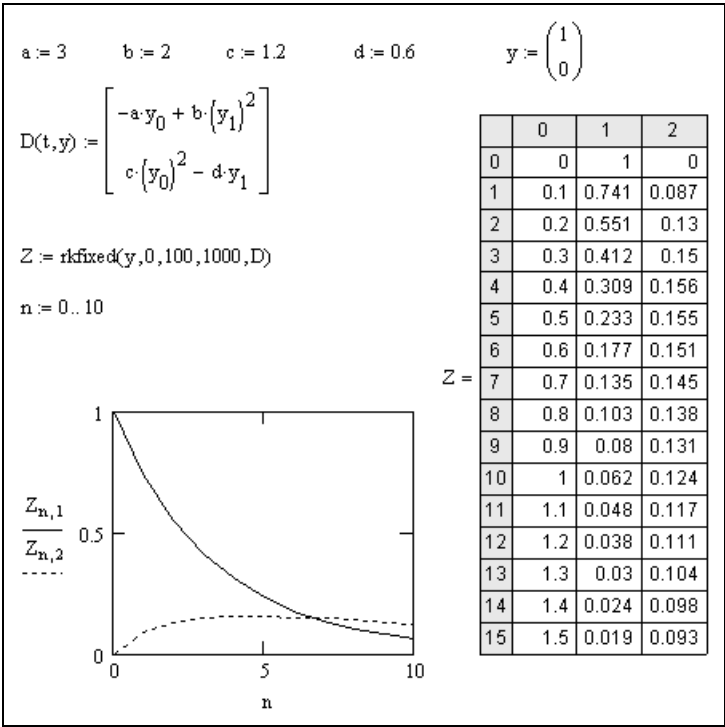 a := 3 b := 2 c := 1.2 d := 0.6 y := (1 0)
D(t,y) := [-a·y0 + b·(y1)^2
c·(y0)^2 − d·y1]
Z := rkfixed(y,0,100,1000,D)
n := 0.. 10
Z =
0 1 2
0 0 1 0
1 0.1 0.741 0.087
2 0.2 0.551 0.13
3 0.3 0.412 0.15
4 0.4 0.309 0.156
5 0.5 0.233 0.155
6 0.6 0.177 0.151
7 0.7 0.135 0.145
8 0.8 0.103 0.138
9 0.9 0.08 0.131
10 1 0.062 0.124
11 1.1 0.048 0.117
12 1.2 0.038 0.111
13 1.3 0.03 0.104
14 1.4 0.024 0.098
15 1.5 0.019 0.093
Zn,1
Zn,2
1
0.5
0
0 5 10
n